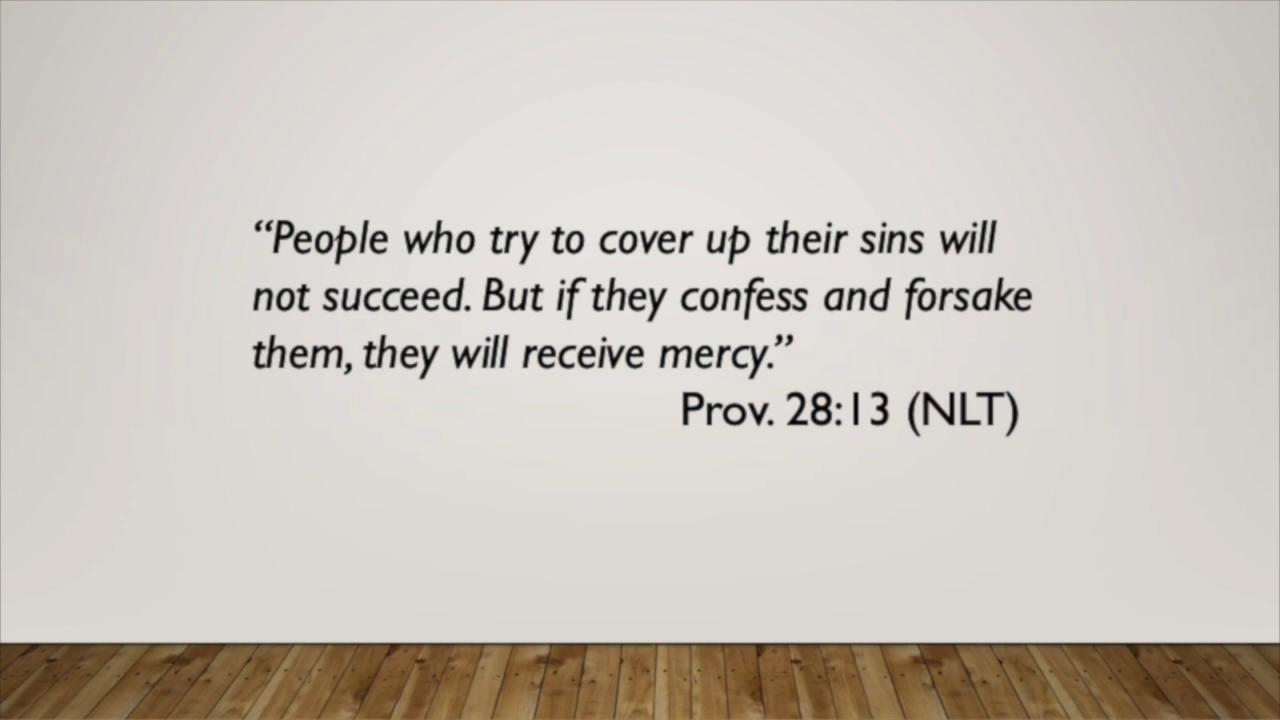 “People who try to cover up their sins will
not succeed. But if they confess and forsake
them, they will receive mercy.”
Prov. 28:13 (NLT)